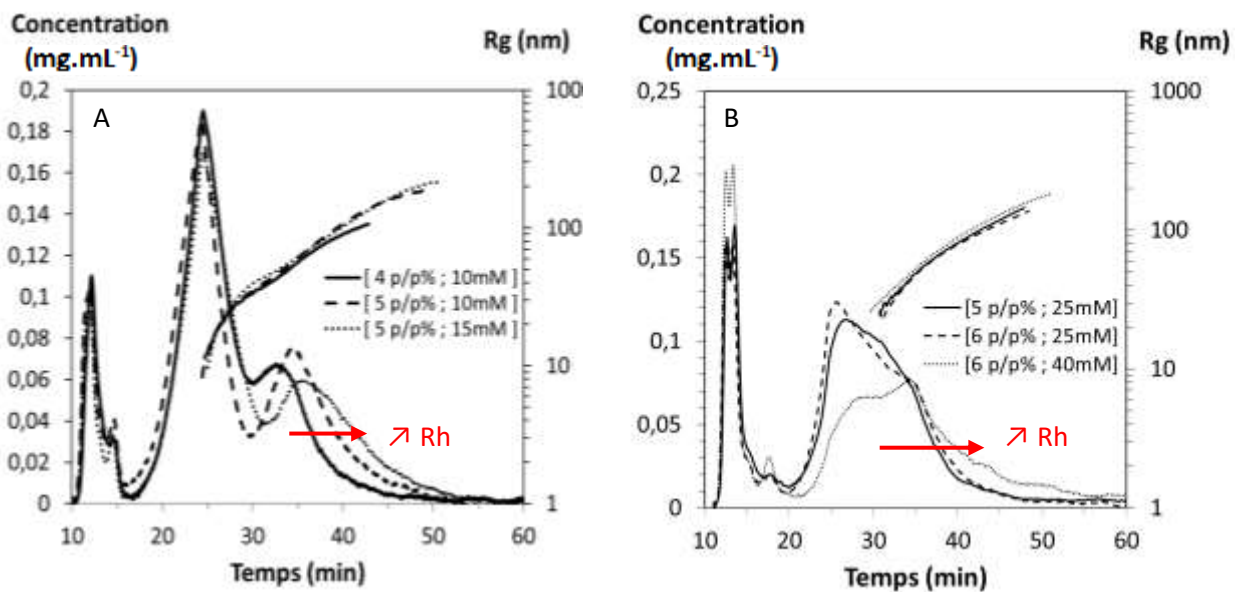 Concentration
(mg.mL⁻¹)
Rg (nm)
A
0,2
0,18
0,16
0,14
0,12
0,1
0,08
0,06
0,04
0,02
0
100
100
10
1
[ 4 p/p% ; 10mM ]
[ 5 p/p% ; 10mM ]
[ 5 p/p% ; 15mM ]
↗ Rh
10 20 30 40 50 60
Temps (min)
Concentration
(mg.mL⁻¹)
Rg (nm)
B
0,25
0,2
0,15
0,1
0,05
0
1000
100
10
1
[5 p/p% ; 25mM]
[6 p/p% ; 25mM]
[6 p/p% ; 40mM]
↗ Rh
10 20 30 40 50 60
Temps (min)